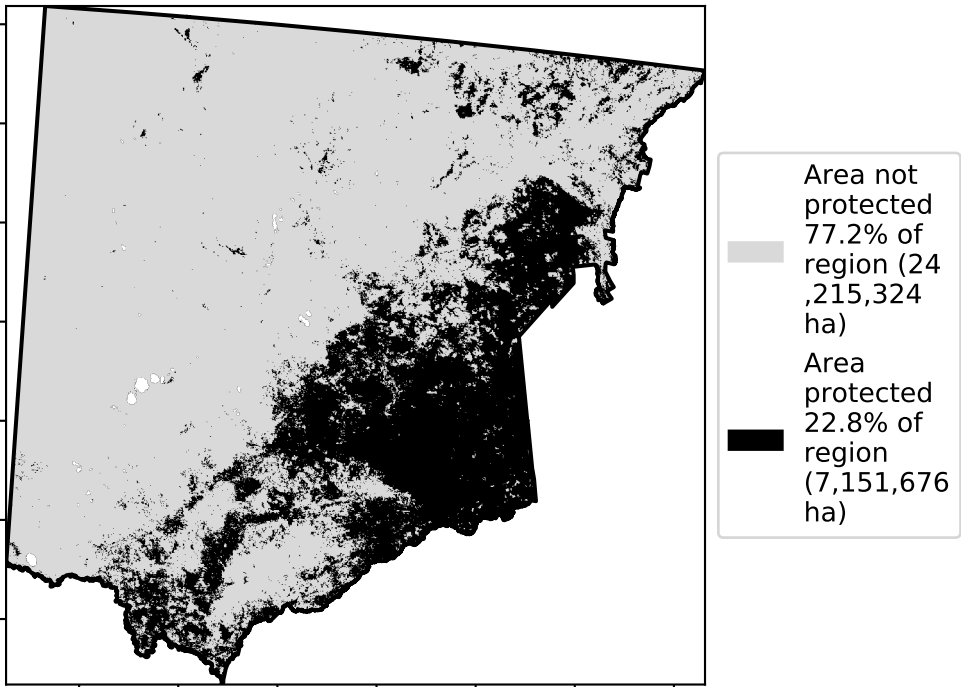 Area not
protected
77.2% of
region (24
,215,324
ha)
Area
protected
22.8% of
region
(7,151,676
ha)